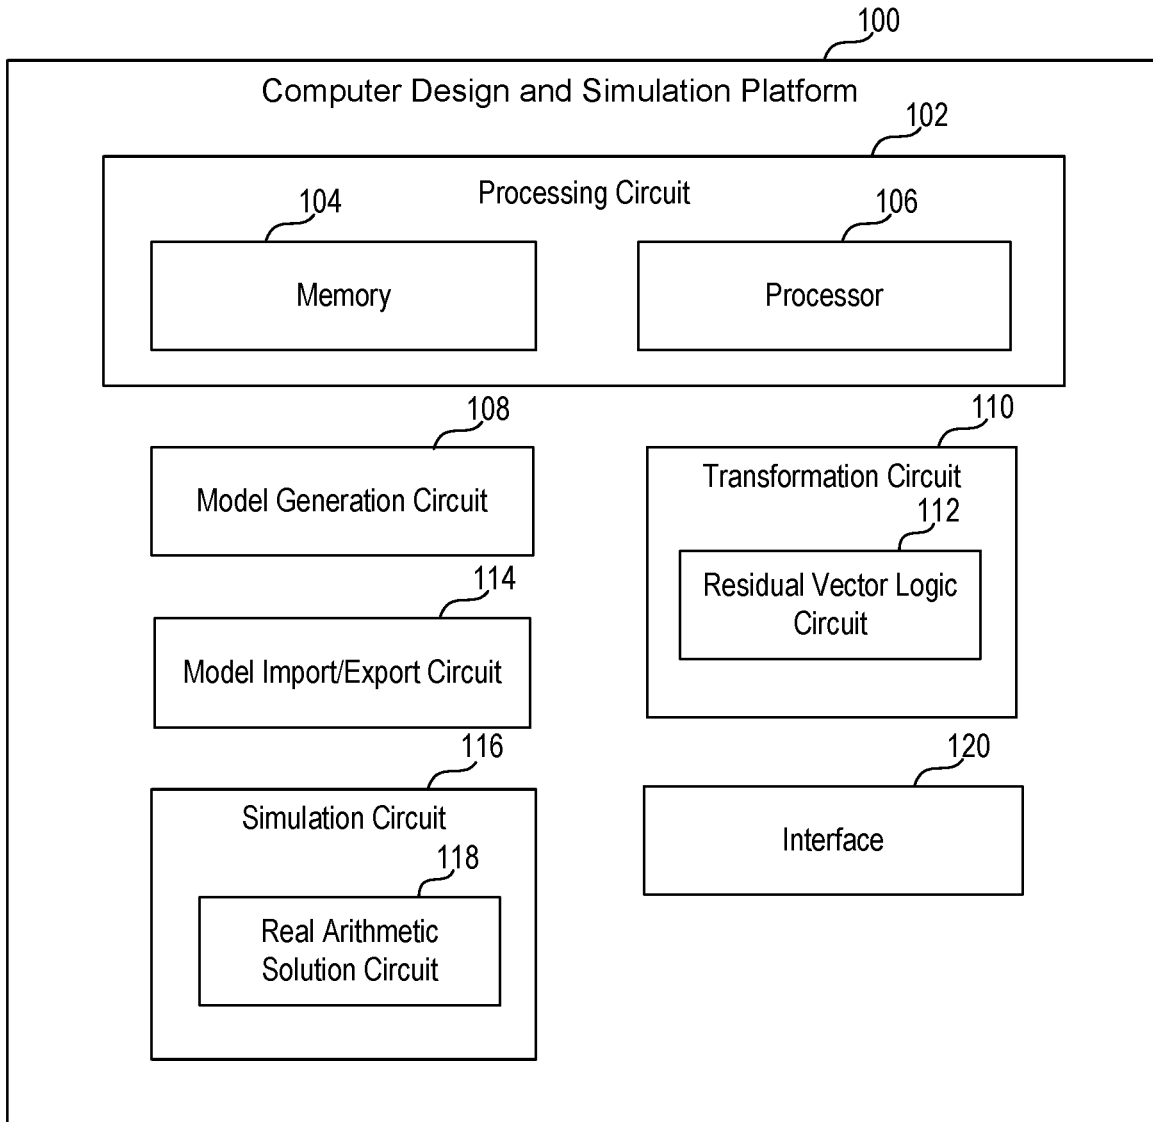 100
Computer Design and Simulation Platform
102
Processing Circuit
104
106
Memory
Processor
108
110
Model Generation Circuit
Transformation Circuit
112
Residual Vector Logic
Circuit
114
Model Import/Export Circuit
116
120
Simulation Circuit
Interface
118
Real Arithmetic
Solution Circuit